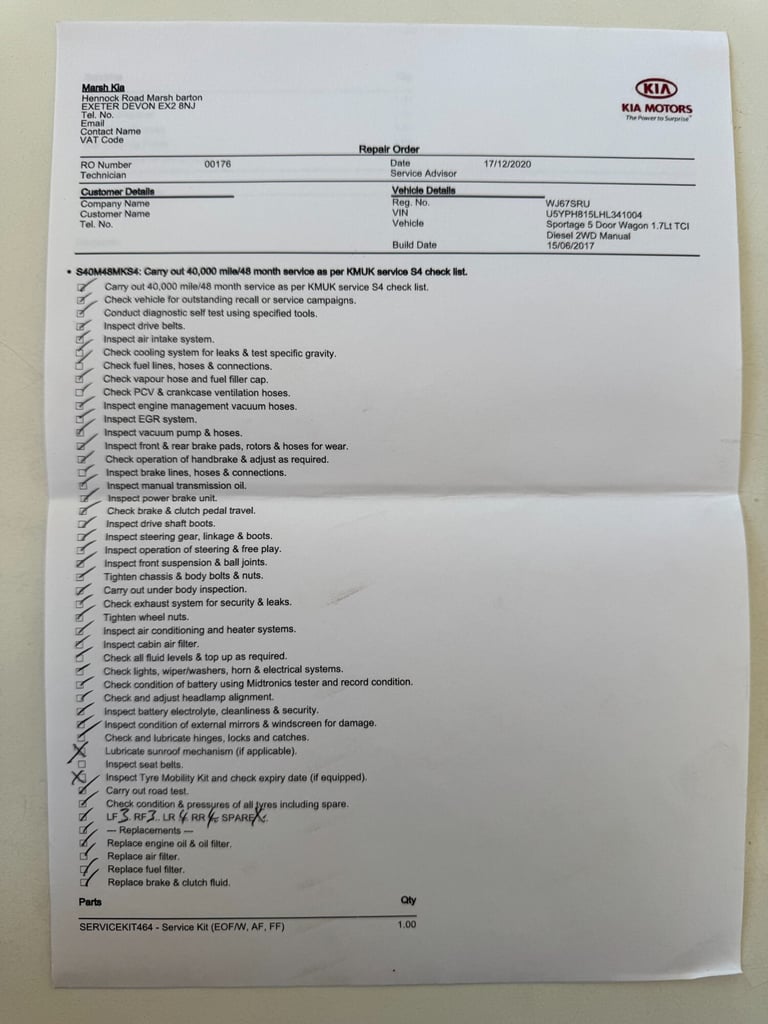 Marsh Kia
Hennock Road Marsh barton
EXETER DEVON EX2 8NJ
Tel. No.
Email
Contact Name
VAT Code
KIA
KIA MOTORS
The Power to Surprise™
Repair Order
RO Number 00176 Date 17/12/2020
Technician Service Advisor
Customer Details Vehicle Details
Company Name Reg. No. WJ67SRU
Customer Name VIN U5YPH815LHL341004
Tel. No. Vehicle Sportage 5 Door Wagon 1.7Lt TCI
Diesel 2WD Manual
Build Date 15/06/2017
• S40M48MKS4: Carry out 40,000 mile/48 month service as per KMUK service S4 check list.
Carry out 40,000 mile/48 month service as per KMUK service S4 check list.
Check vehicle for outstanding recall or service campaigns.
Conduct diagnostic self test using specified tools.
Inspect drive belts.
Inspect air intake system.
Check cooling system for leaks & test specific gravity.
Check fuel lines, hoses & connections.
Check vapour hose and fuel filler cap.
Check PCV & crankcase ventilation hoses.
Inspect engine management vacuum hoses.
Inspect EGR system.
Inspect vacuum pump & hoses.
Inspect front & rear brake pads, rotors & hoses for wear.
Check operation of handbrake & adjust as required.
Inspect brake lines, hoses & connections.
Inspect manual transmission oil.
Inspect power brake unit.
Check brake & clutch pedal travel.
Inspect drive shaft boots.
Inspect steering gear, linkage & boots.
Inspect operation of steering & free play.
Inspect front suspension & ball joints.
Tighten chassis & body bolts & nuts.
Carry out under body inspection.
Check exhaust system for security & leaks.
Tighten wheel nuts.
Inspect air conditioning and heater systems.
Inspect cabin air filter.
Check all fluid levels & top up as required.
Check lights, wiper/washers, horn & electrical systems.
Check condition of battery using Midtronics tester and record condition.
Check and adjust headlamp alignment.
Inspect battery electrolyte, cleanliness & security.
Inspect condition of external mirrors & windscreen for damage.
Check and lubricate hinges, locks and catches.
Lubricate sunroof mechanism (if applicable).
Inspect seat belts.
Inspect Tyre Mobility Kit and check expiry date (if equipped).
Carry out road test.
Check condition & pressures of all tyres including spare.
LF 3. RF 3.. LR 4. RR 4. SPARE X.
--- Replacements ---
Replace engine oil & oil filter.
Replace air filter.
Replace fuel filter.
Replace brake & clutch fluid.
Parts Qty
SERVICEKIT464 - Service Kit (EOF/W, AF, FF) 1.00